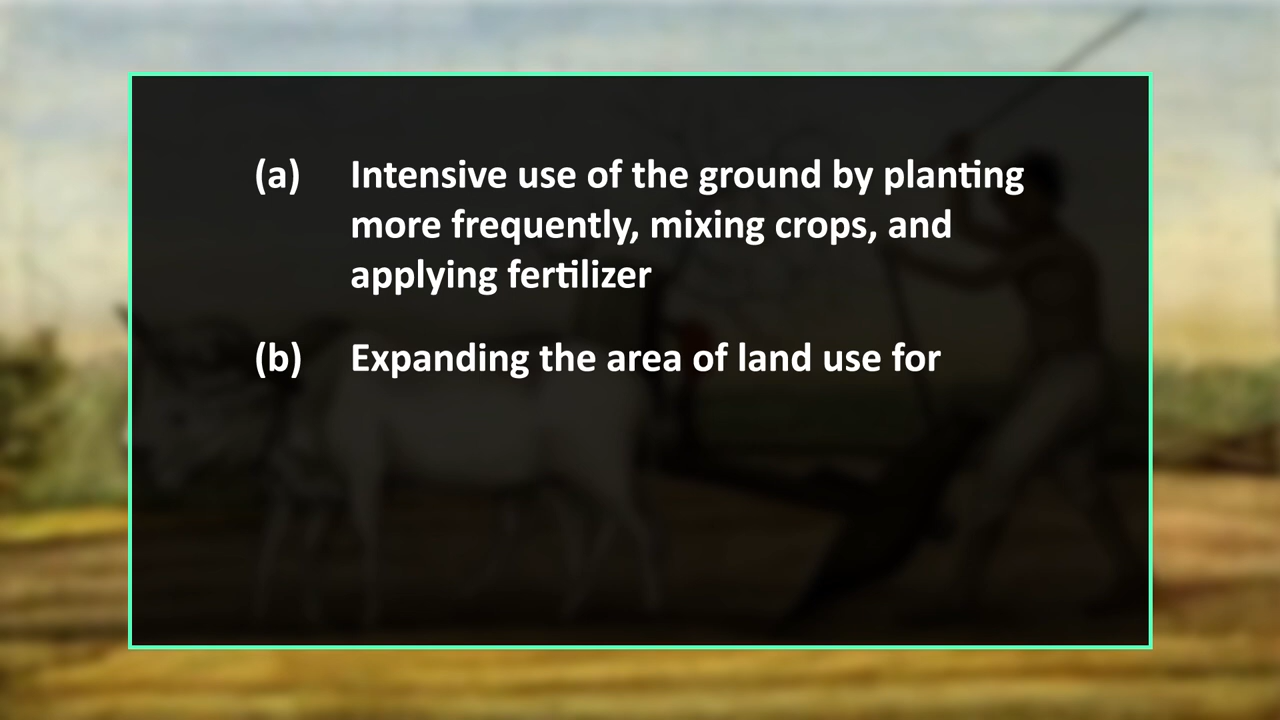 (a) Intensive use of the ground by planting
more frequently, mixing crops, and
applying fertilizer
(b) Expanding the area of land use for